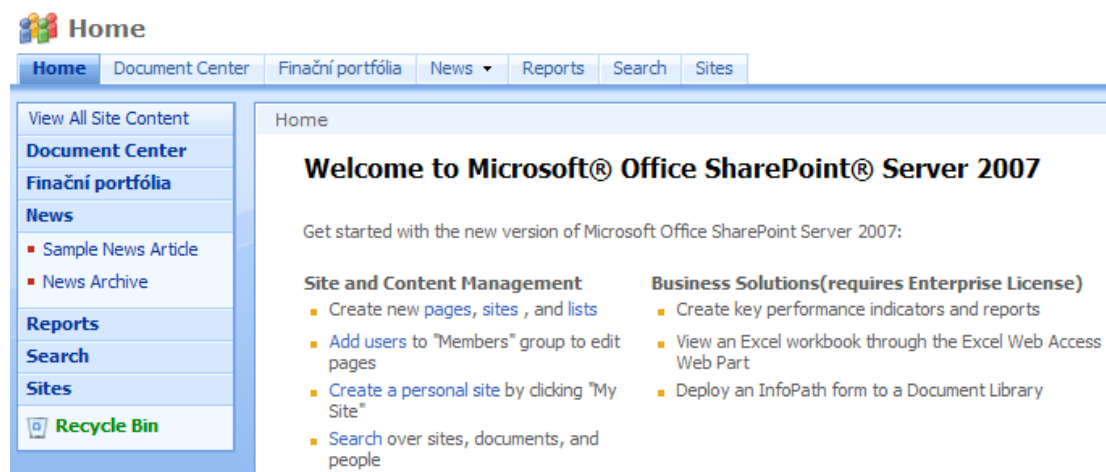 Home
Home Document Center Finační portfólia News Reports Search Sites
View All Site Content
Document Center
Finační portfólia
News
Sample News Article
News Archive
Reports
Search
Sites
Recycle Bin
Home
Welcome to Microsoft® Office SharePoint® Server 2007
Get started with the new version of Microsoft Office SharePoint Server 2007:
Site and Content Management
Create new pages, sites , and lists
Add users to "Members" group to edit
pages
Create a personal site by clicking "My
Site"
Search over sites, documents, and
people
Business Solutions(requires Enterprise License)
Create key performance indicators and reports
View an Excel workbook through the Excel Web Access
Web Part
Deploy an InfoPath form to a Document Library